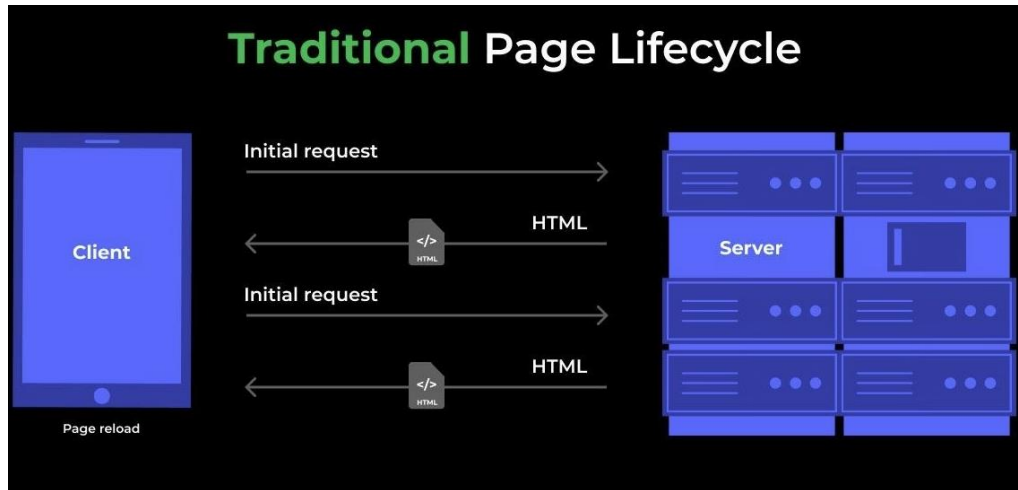 Traditional Page Lifecycle
Initial request
HTML
</>
HTML
Client
Server
Initial request
HTML
</>
HTML
Page reload